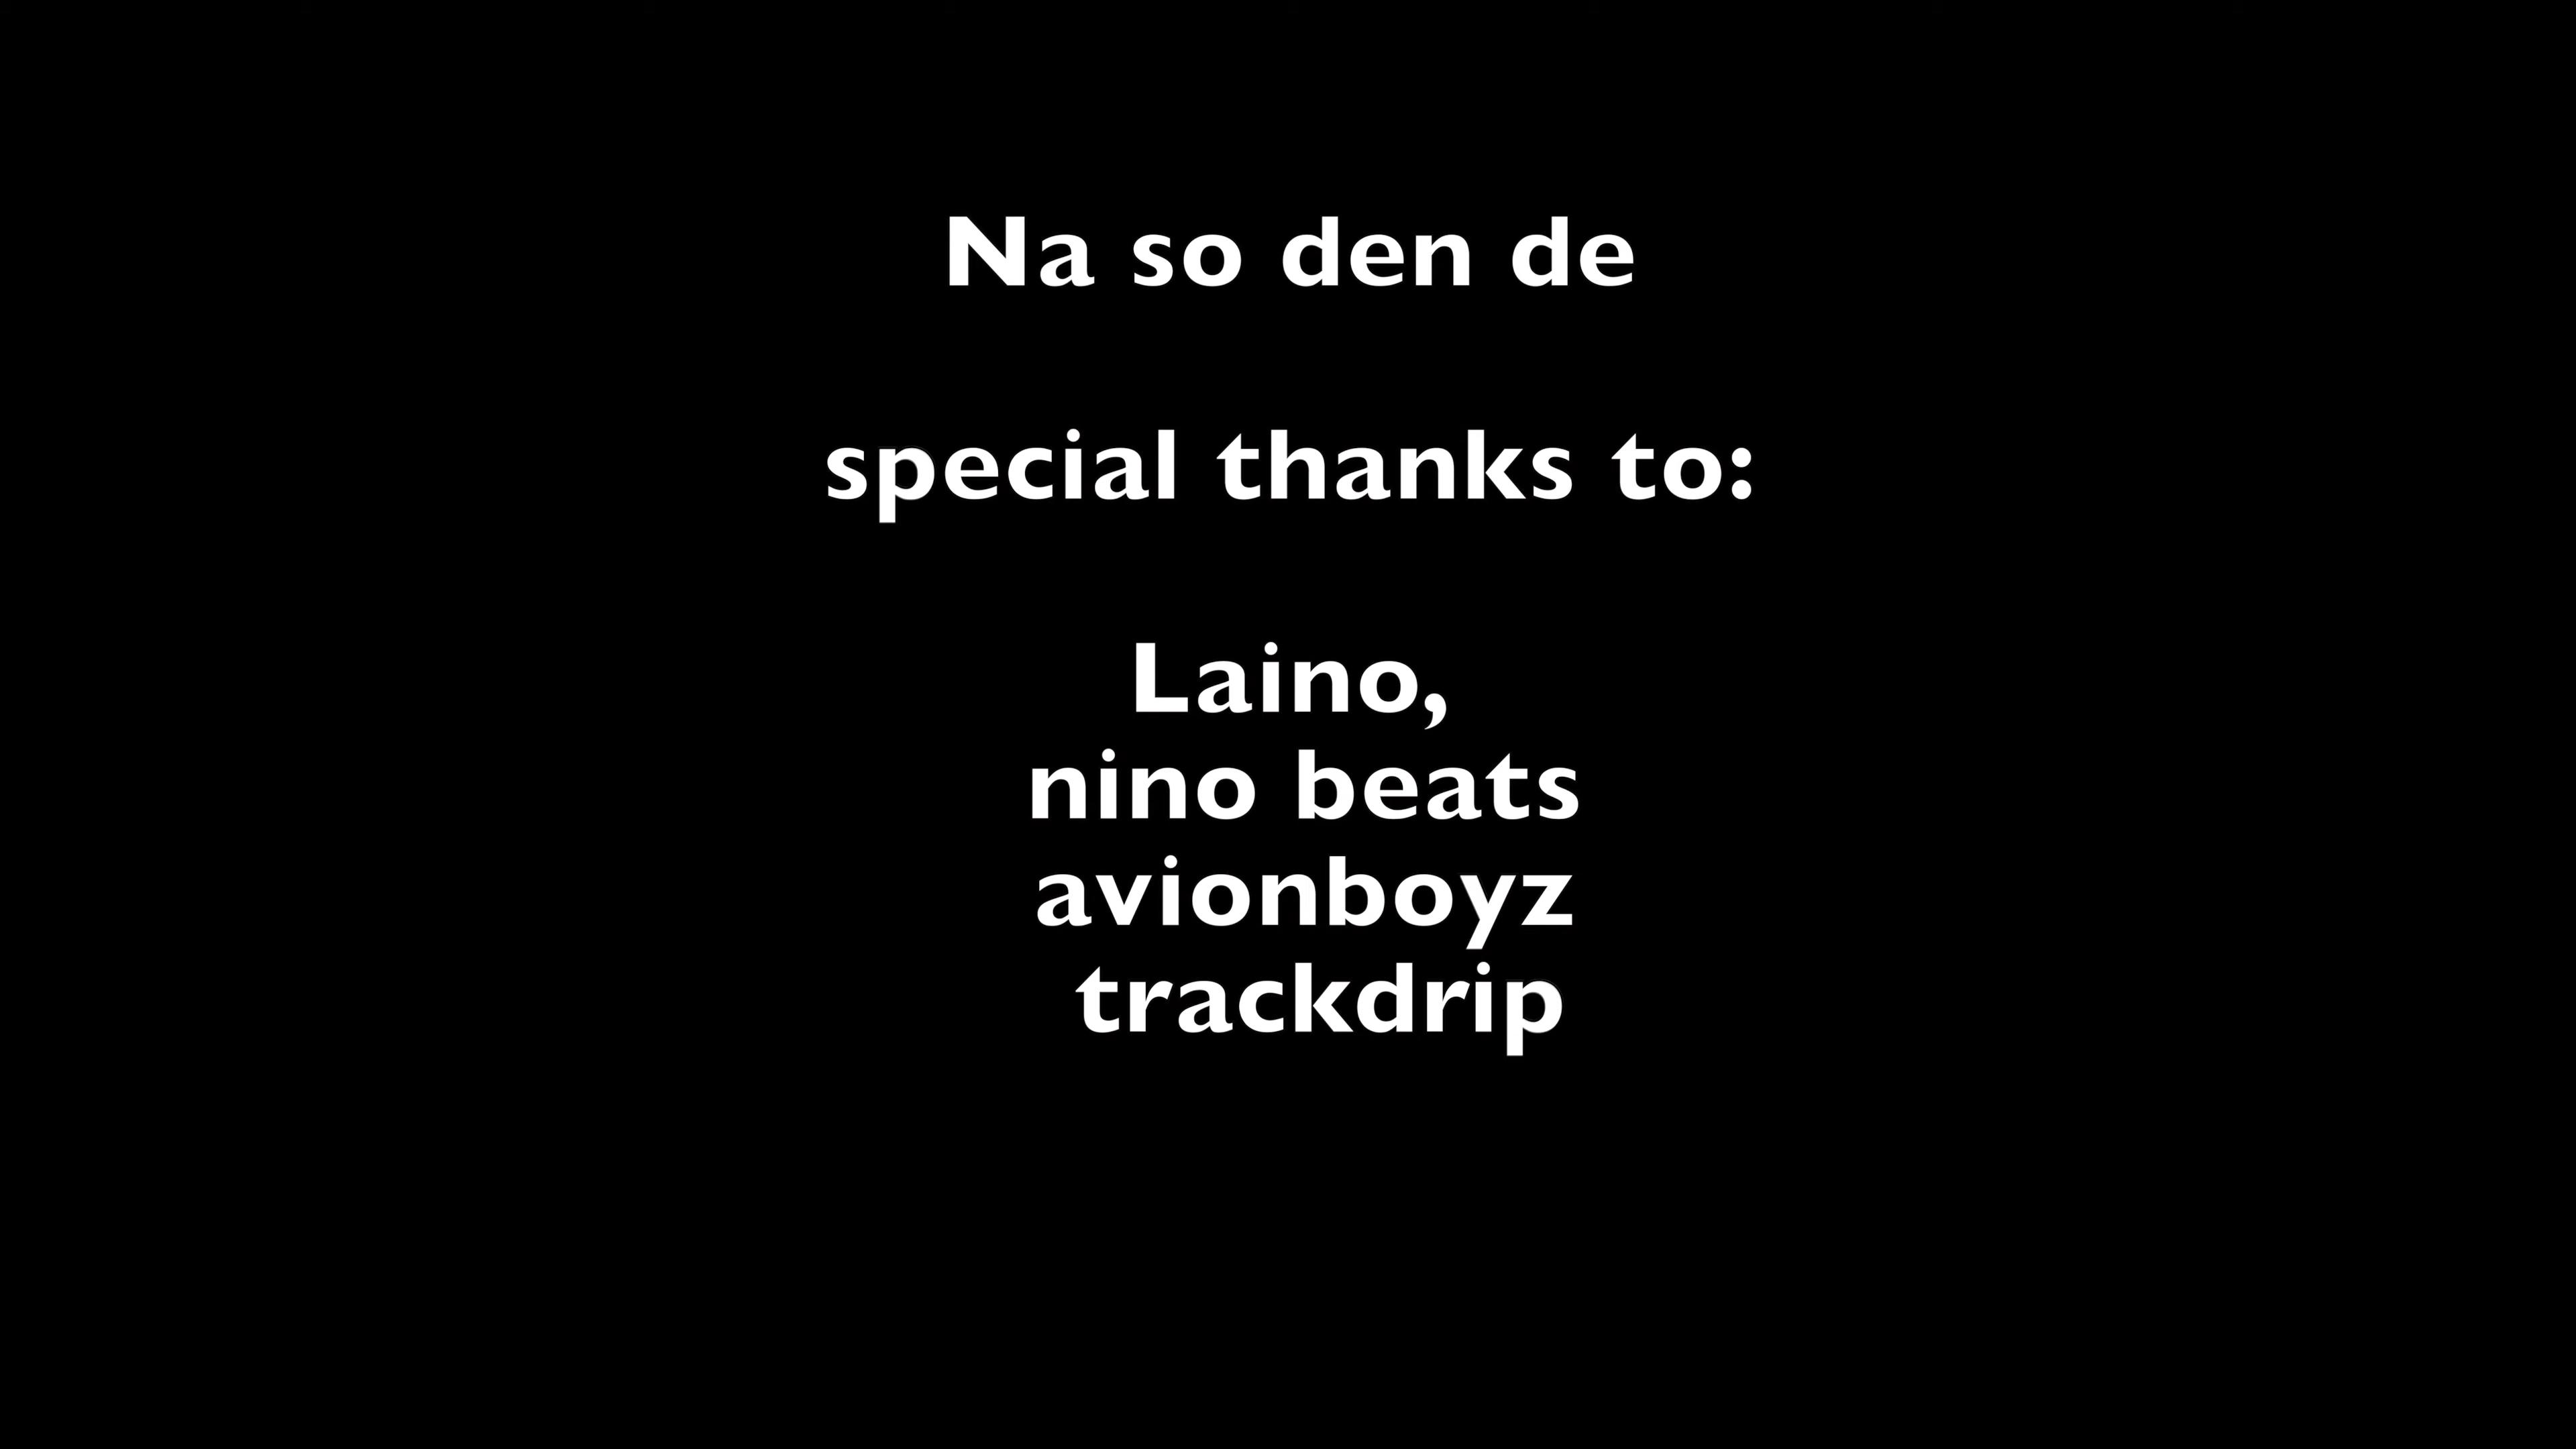 Na so den de
special thanks to:
Laino,
nino beats
avionboyz
trackdrip